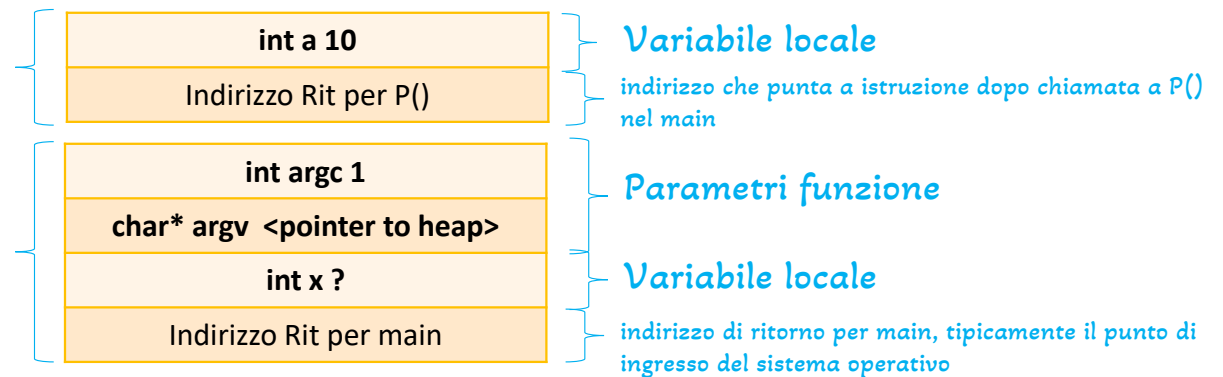 int a 10
Variabile locale
Indirizzo Rit per P()
indirizzo che punta a istruzione dopo chiamata a P()
nel main
int argc 1
Parametri funzione
char* argv <pointer to heap>
int x ?
Variabile locale
Indirizzo Rit per main
indirizzo di ritorno per main, tipicamente il punto di
ingresso del sistema operativo